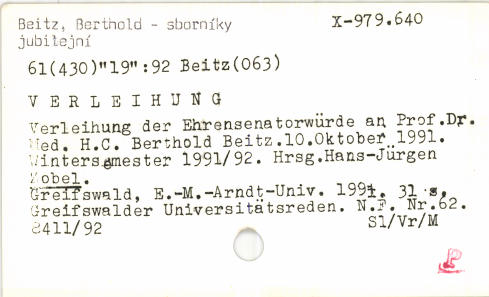 Beitz, Berthold - sborníky X-979.640
jubilejní
61(430)"19":92 Beitz(063)
V E R L E I H U N G
Verleihung der Ehrensenatorwürde an Prof.Dr.
Med. H.C. Berthold Beitz.10.Oktober 1991.
Wintersemester 1991/92. Hrsg.Hans-Jürgen
Zobel.
Greifswald, E.-M.-Arndt-Univ. 1991. 31 s,
Greifswalder Universitätsreden. N.F. Nr.62.
8411/92 Sl/Vr/M